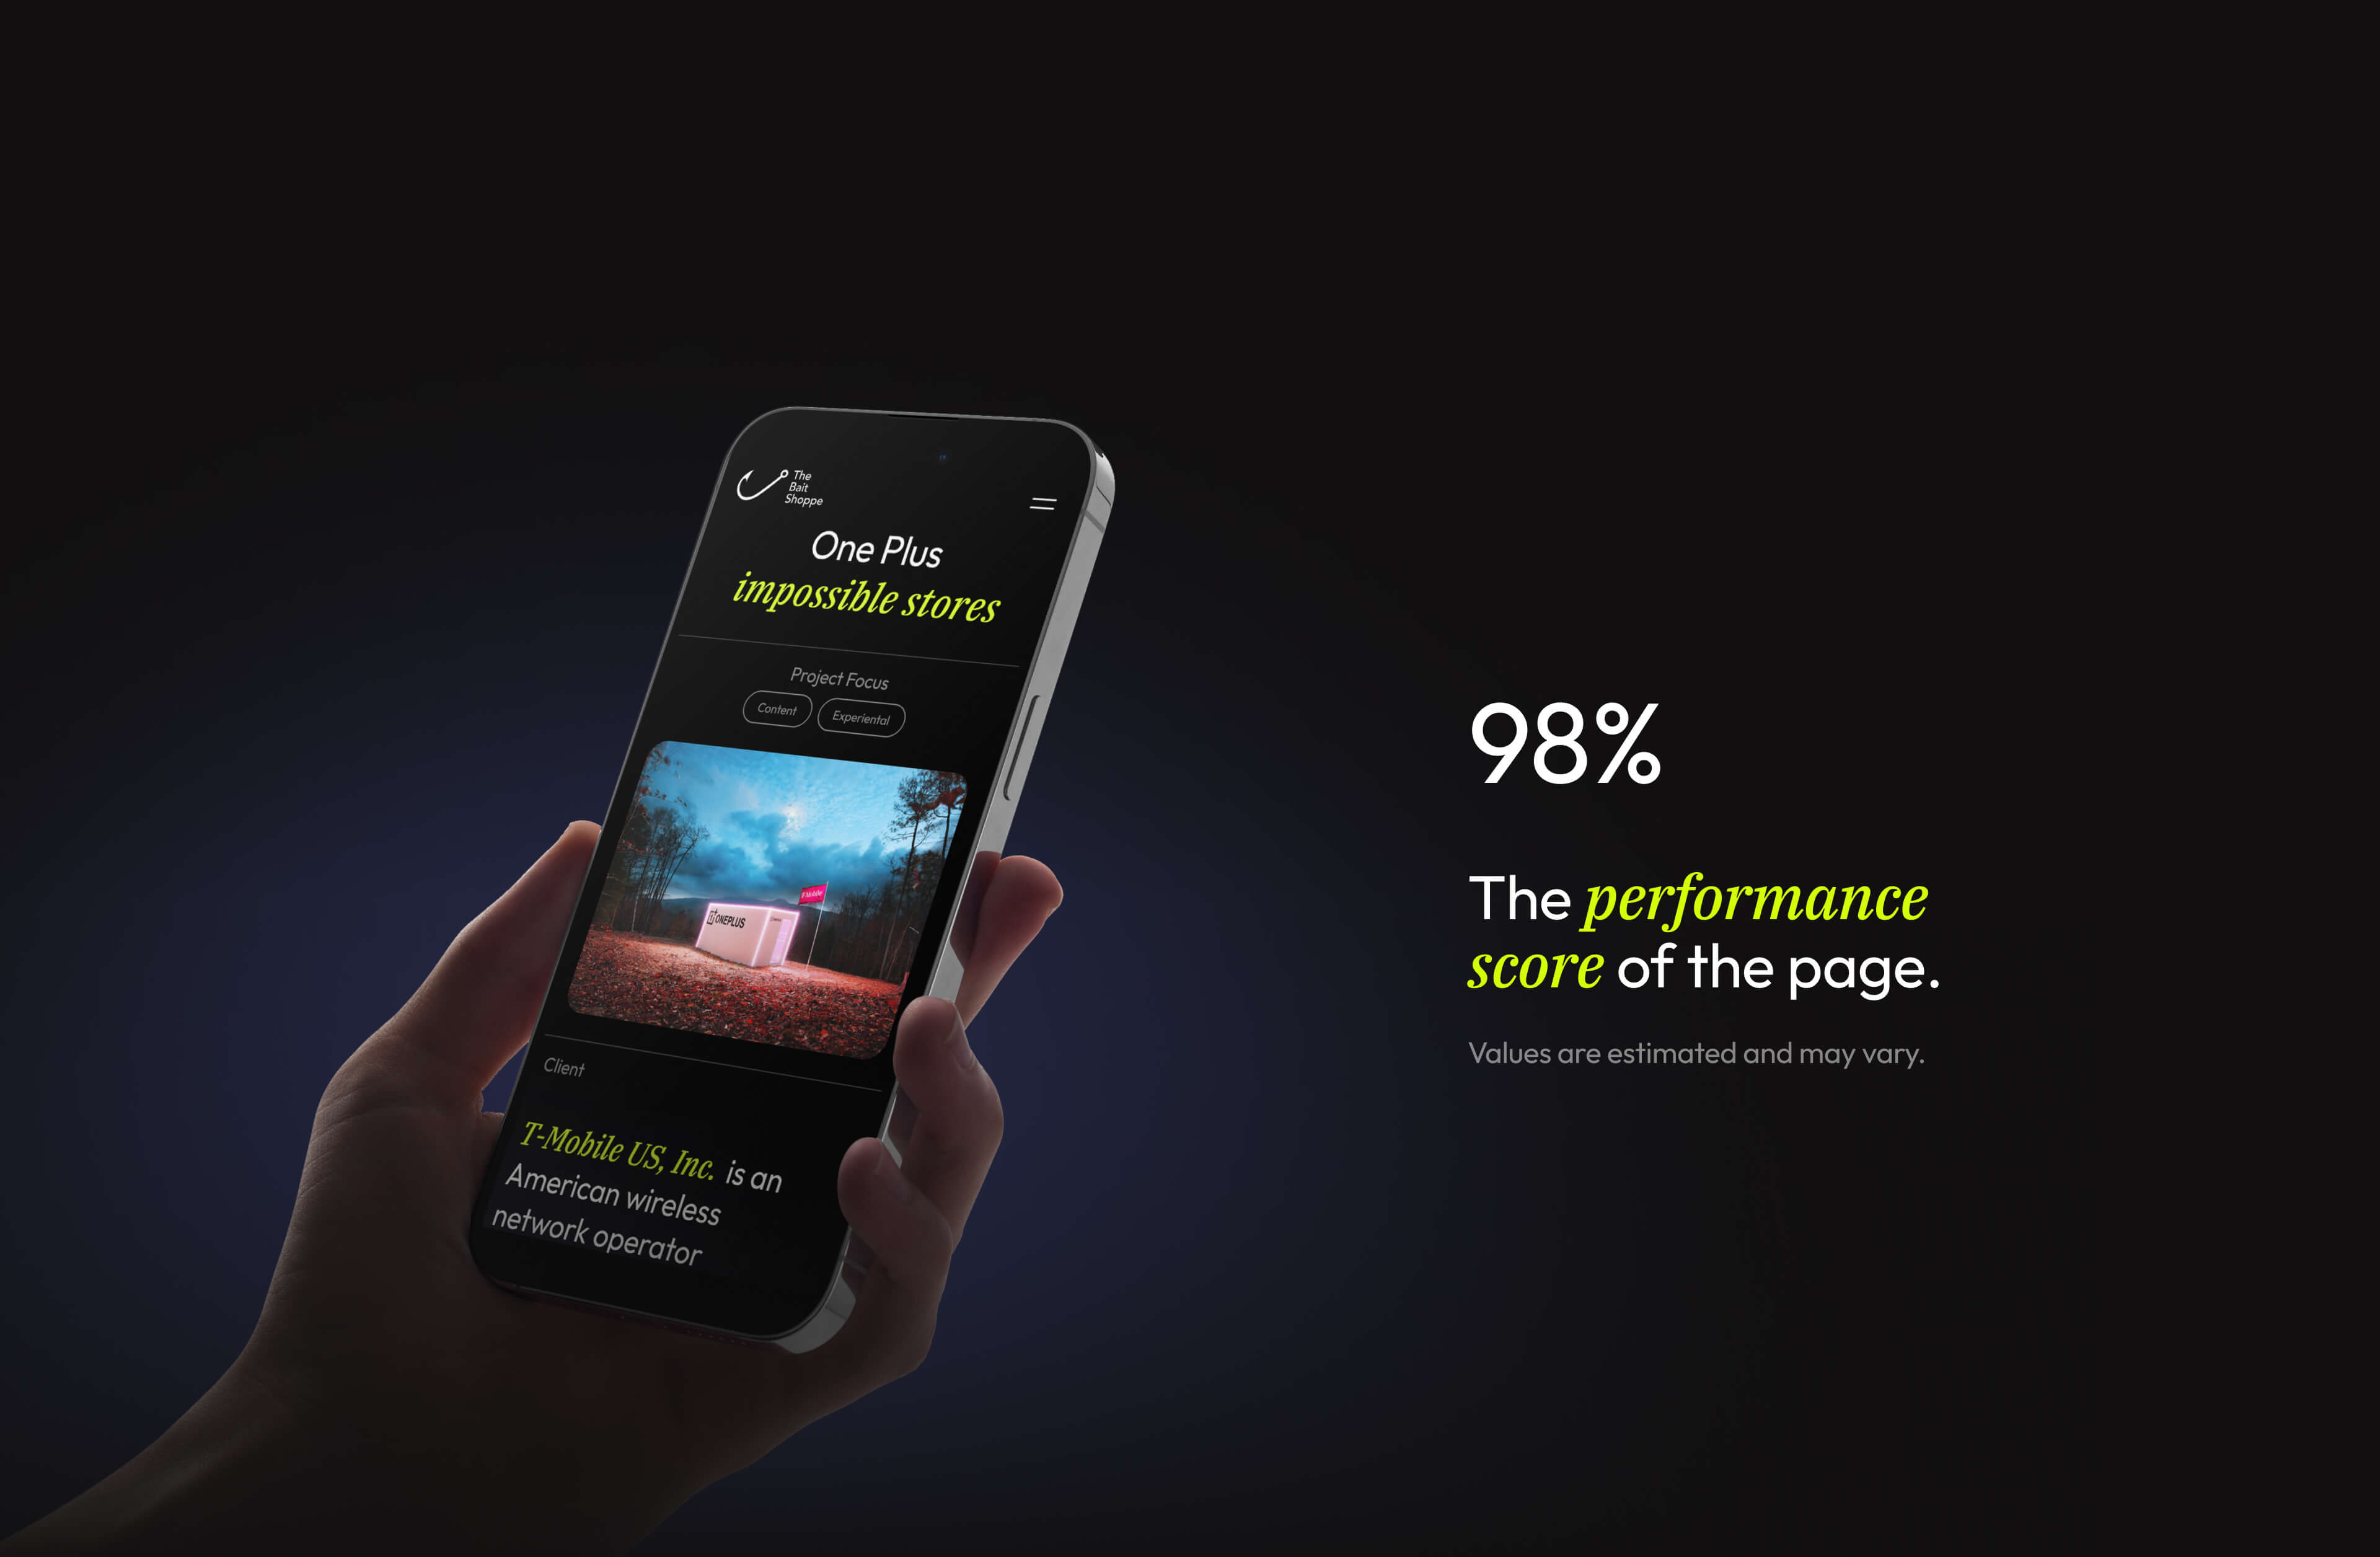 The
Bait
Shoppe
One Plus
impossible stores
Project Focus
Content
Experiental
T Mobile
ONEPLUS
Client
T-Mobile US, Inc. is an
American wireless
network operator
98%
The performance
score of the page.
Values are estimated and may vary.